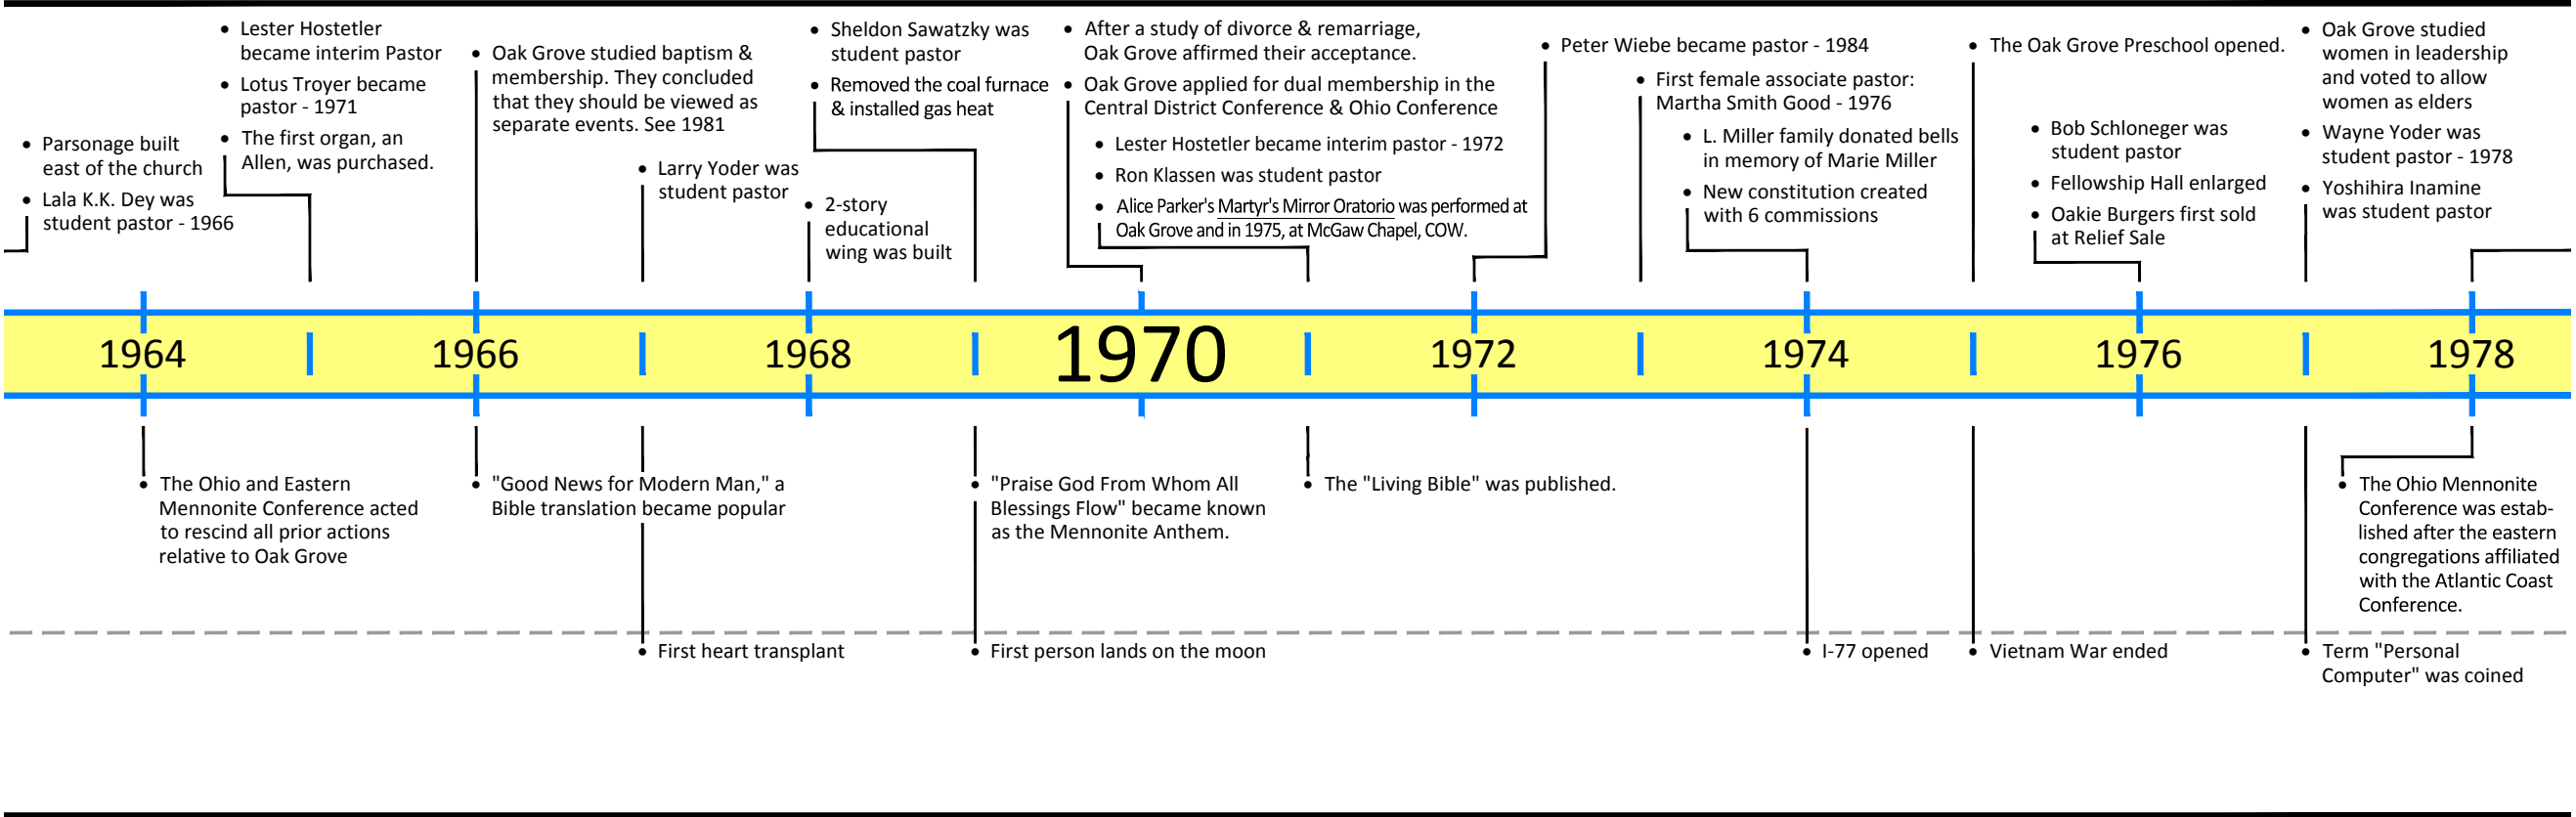 • Parsonage built
east of the church
• Lala K.K. Dey was
student pastor - 1966
• Lester Hostetler
became interim Pastor
• Lotus Troyer became
pastor - 1971
• The first organ, an
Allen, was purchased.
• Oak Grove studied baptism &
membership. They concluded
that they should be viewed as
separate events. See 1981
• Larry Yoder was
student pastor
• 2-story
educational
wing was built
• Sheldon Sawatzky was
student pastor
• Removed the coal furnace
& installed gas heat
• After a study of divorce & remarriage,
Oak Grove affirmed their acceptance.
• Oak Grove applied for dual membership in the
Central District Conference & Ohio Conference
• Lester Hostetler became interim pastor - 1972
• Ron Klassen was student pastor
• Alice Parker's Martyr's Mirror Oratorio was performed at
Oak Grove and in 1975, at McGaw Chapel, COW.
• Peter Wiebe became pastor - 1984
• First female associate pastor:
Martha Smith Good - 1976
• L. Miller family donated bells
in memory of Marie Miller
• New constitution created
with 6 commissions
• The Oak Grove Preschool opened.
• Bob Schloneger was
student pastor
• Fellowship Hall enlarged
• Oakie Burgers first sold
at Relief Sale
• Oak Grove studied
women in leadership
and voted to allow
women as elders
• Wayne Yoder was
student pastor - 1978
• Yoshihira Inamine
was student pastor
1964
1966
1968
1970
1972
1974
1976
1978
• The Ohio and Eastern
Mennonite Conference acted
to rescind all prior actions
relative to Oak Grove
• "Good News for Modern Man," a
Bible translation became popular
• "Praise God From Whom All
Blessings Flow" became known
as the Mennonite Anthem.
• The "Living Bible" was published.
• The Ohio Mennonite
Conference was estab-
lished after the eastern
congregations affiliated
with the Atlantic Coast
Conference.
• First heart transplant
• First person lands on the moon
• I-77 opened
• Vietnam War ended
• Term "Personal
Computer" was coined